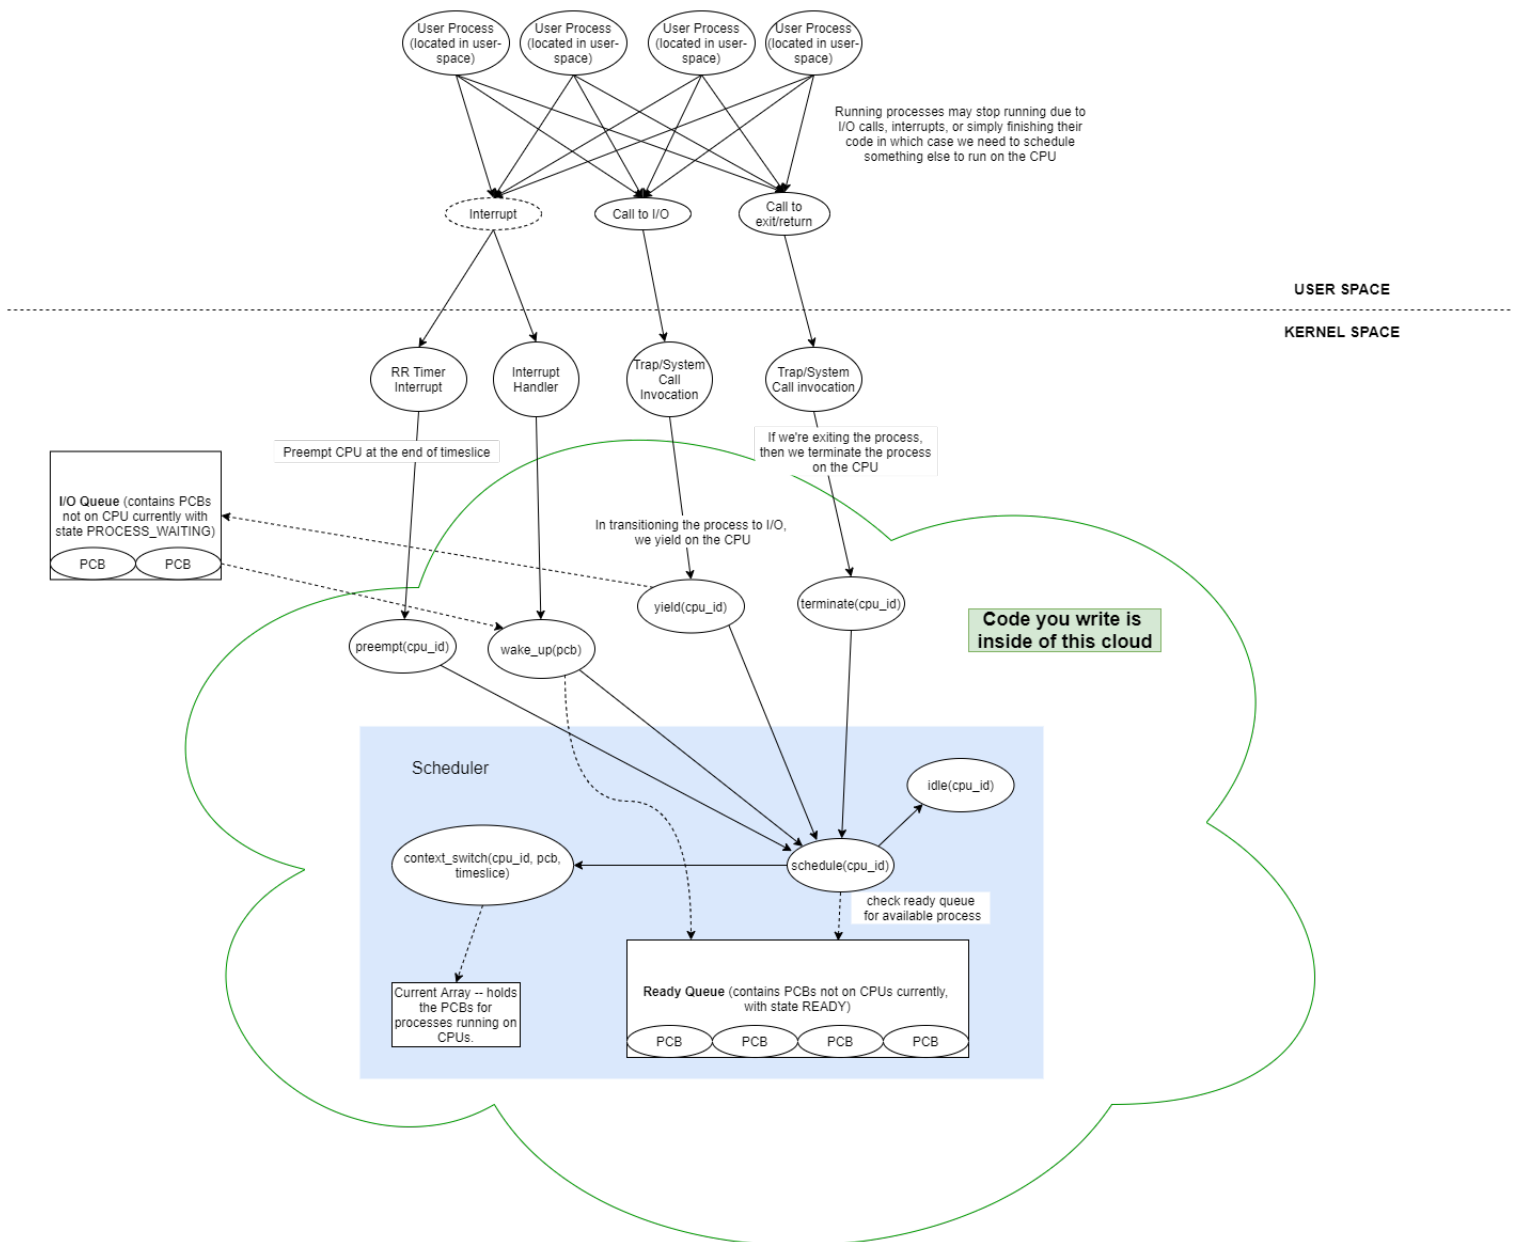 User Process
(located in user-
space)
User Process
(located in user-
space)
User Process
(located in user-
space)
User Process
(located in user-
space)
Running processes may stop running due to
I/O calls, interrupts, or simply finishing their
code in which case we need to schedule
something else to run on the CPU
Interrupt
Call to I/O
Call to
exit/return
USER SPACE
KERNEL SPACE
RR Timer
Interrupt
Interrupt
Handler
Trap/System
Call
Invocation
Trap/System
Call invocation
Preempt CPU at the end of timeslice
If we're exiting the process,
then we terminate the process
on the CPU
I/O Queue (contains PCBs
not on CPU currently with
state PROCESS_WAITING)
PCB
PCB
In transitioning the process to I/O,
we yield on the CPU
yield(cpu_id)
terminate(cpu_id)
Code you write is
inside of this cloud
preempt(cpu_id)
wake_up(pcb)
Scheduler
idle(cpu_id)
context_switch(cpu_id, pcb,
timeslice)
schedule(cpu_id)
check ready queue
for available process
Current Array -- holds
the PCBs for
processes running on
CPUs.
Ready Queue (contains PCBs not on CPUs currently,
with state READY)
PCB
PCB
PCB
PCB